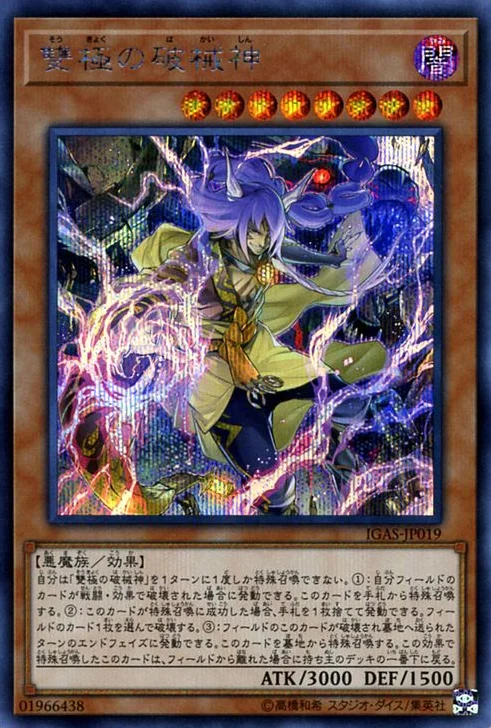 雙極の破械神
闇
IGAS-JP019
【悪魔族/効果】
自分は「雙極の破械神」を1ターンに1度しか特殊召喚できない。①:自分フィールドの
カードが戦闘・効果で破壊された場合に発動できる。このカードを手札から特殊召喚
する。②:このカードが特殊召喚に成功した場合、手札を1枚捨てて発動できる。フィー
ルドのカード1枚を選んで破壊する。③:フィールドのこのカードが破壊され墓地へ送られた
ターンのエンドフェイズに発動できる。このカードを墓地から特殊召喚する。この効果で
特殊召喚したこのカードは、フィールドから離れた場合に持ち主のデッキの一番下に戻る。
ATK/3000 DEF/1500
01966438
©高橋和希 スタジオ・ダイス/集英社